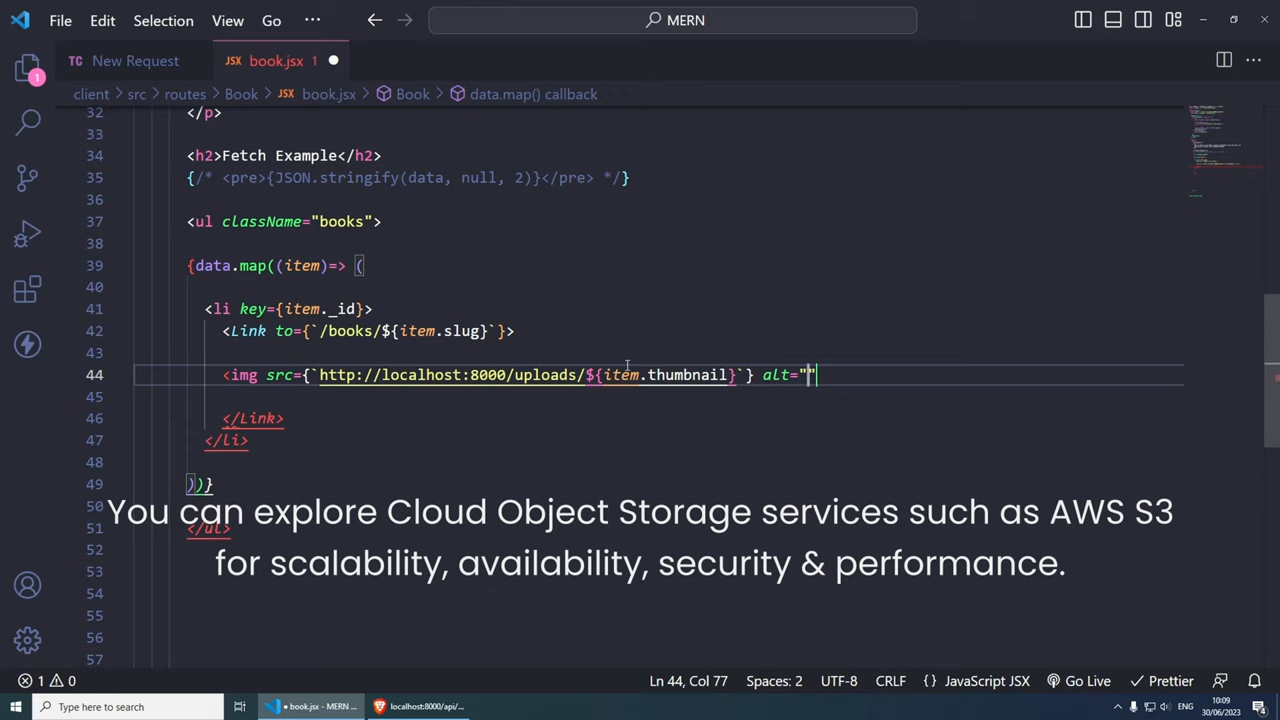 File Edit Selection View Go ··· MERN
TC New Request JSX book.jsx 1
client > src > routes > Book > JSX book.jsx > Book > data.map() callback
1
32 </p>
33
34 <h2>Fetch Example</h2>
35 {/* <pre>{JSON.stringify(data, null, 2)}</pre> */}
36
37 <ul className="books">
38
39 {data.map((item)=> (
40
41 <li key={item._id}>
42 <Link to={`/books/${item.slug}`}>
43
44 <img src={`http://localhost:8000/uploads/${item.thumbnail}`} alt=""
45
46 </Link>
47 </li>
48
49 ))}
50
51 </ul>
52
53
54
55
56
57
You can explore Cloud Object Storage services such as AWS S3
for scalability, availability, security & performance.
1 0 Ln 44, Col 77 Spaces: 2 UTF-8 CRLF {} JavaScript JSX Go Live Prettier
Type here to search book.jsx - MERN ... localhost:8000/api/... ENG 10:09
30/06/2023 4